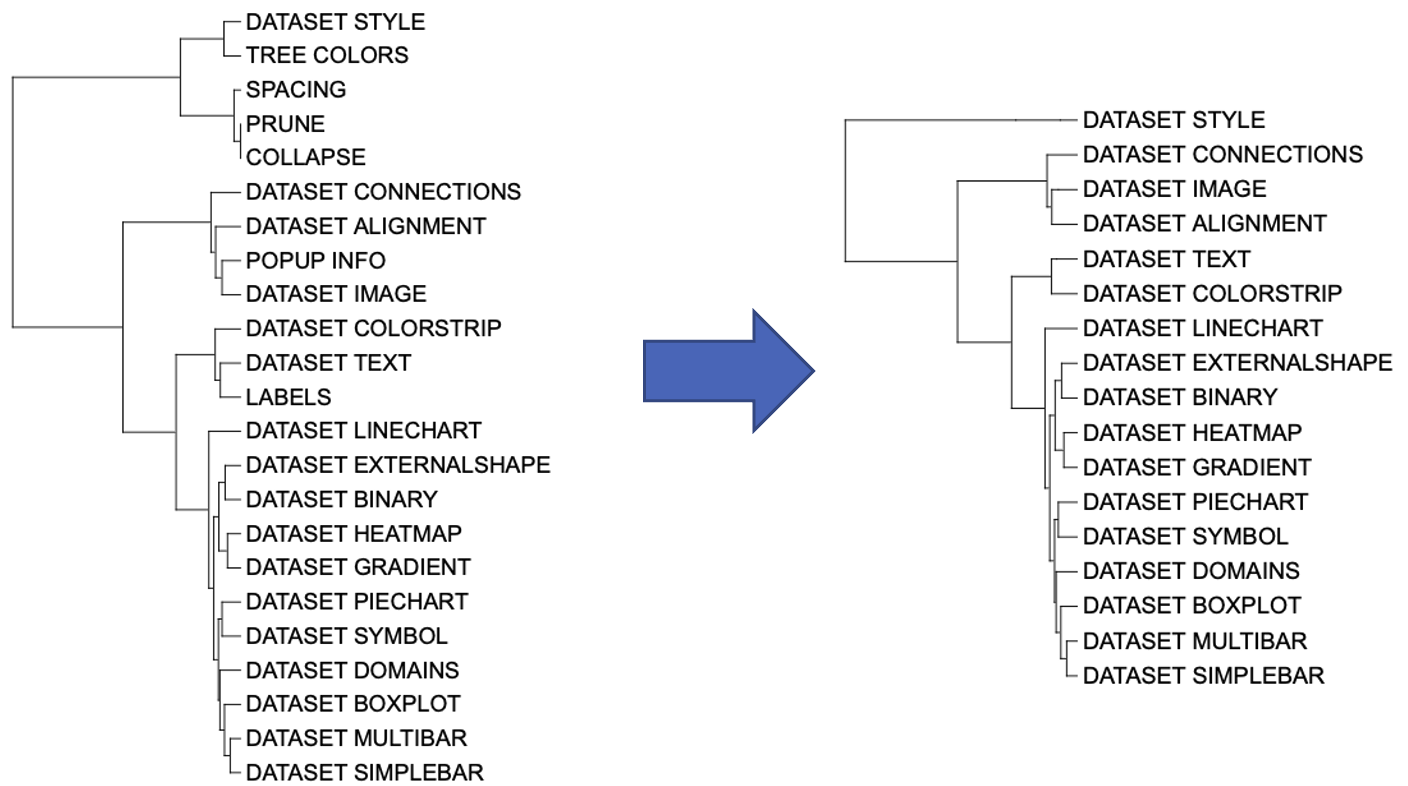 DATASET STYLE
TREE COLORS
SPACING
PRUNE
COLLAPSE
DATASET CONNECTIONS
DATASET ALIGNMENT
POPUP INFO
DATASET IMAGE
DATASET COLORSTRIP
DATASET TEXT
LABELS
DATASET LINECHART
DATASET EXTERNALSHAPE
DATASET BINARY
DATASET HEATMAP
DATASET GRADIENT
DATASET PIECHART
DATASET SYMBOL
DATASET DOMAINS
DATASET BOXPLOT
DATASET MULTIBAR
DATASET SIMPLEBAR
DATASET STYLE
DATASET CONNECTIONS
DATASET IMAGE
DATASET ALIGNMENT
DATASET TEXT
DATASET COLORSTRIP
DATASET LINECHART
DATASET EXTERNALSHAPE
DATASET BINARY
DATASET HEATMAP
DATASET GRADIENT
DATASET PIECHART
DATASET SYMBOL
DATASET DOMAINS
DATASET BOXPLOT
DATASET MULTIBAR
DATASET SIMPLEBAR